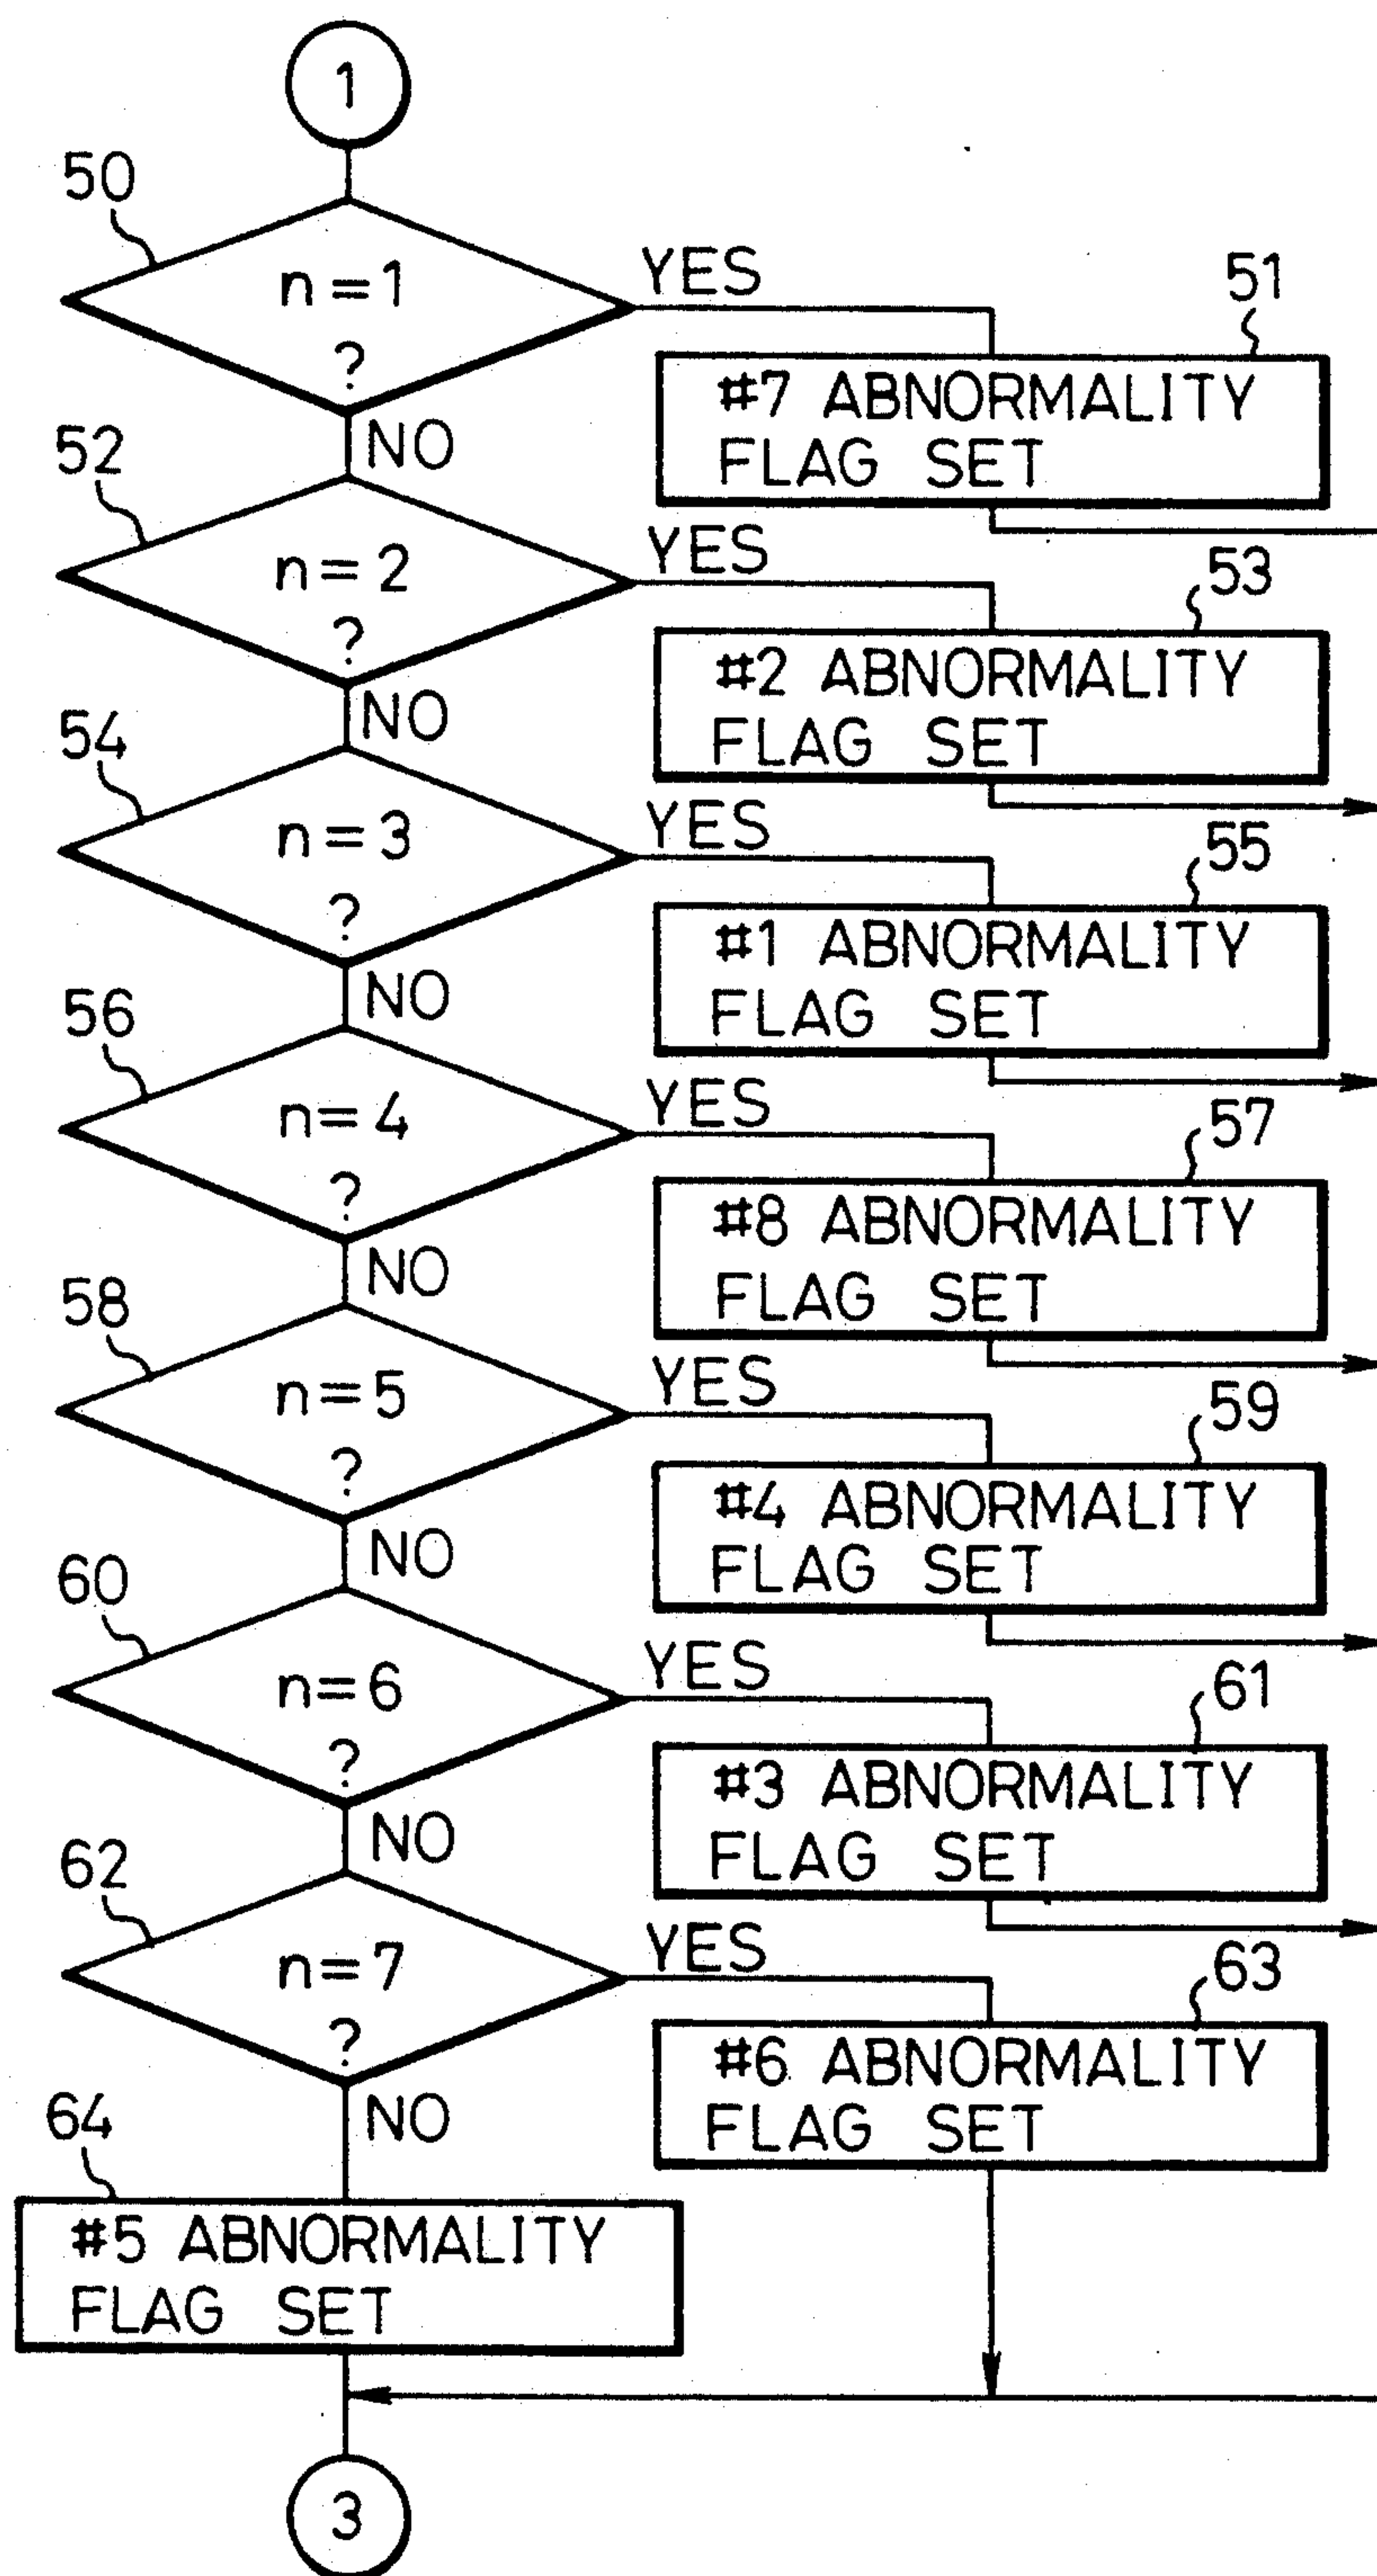 1
50
n=1
?
YES
51
#7 ABNORMALITY
FLAG SET
NO
52
n=2
?
YES
53
#2 ABNORMALITY
FLAG SET
NO
54
n=3
?
YES
55
#1 ABNORMALITY
FLAG SET
NO
56
n=4
?
YES
57
#8 ABNORMALITY
FLAG SET
NO
58
n=5
?
YES
59
#4 ABNORMALITY
FLAG SET
NO
60
n=6
?
YES
61
#3 ABNORMALITY
FLAG SET
NO
62
n=7
?
YES
63
#6 ABNORMALITY
FLAG SET
NO
64
#5 ABNORMALITY
FLAG SET
3